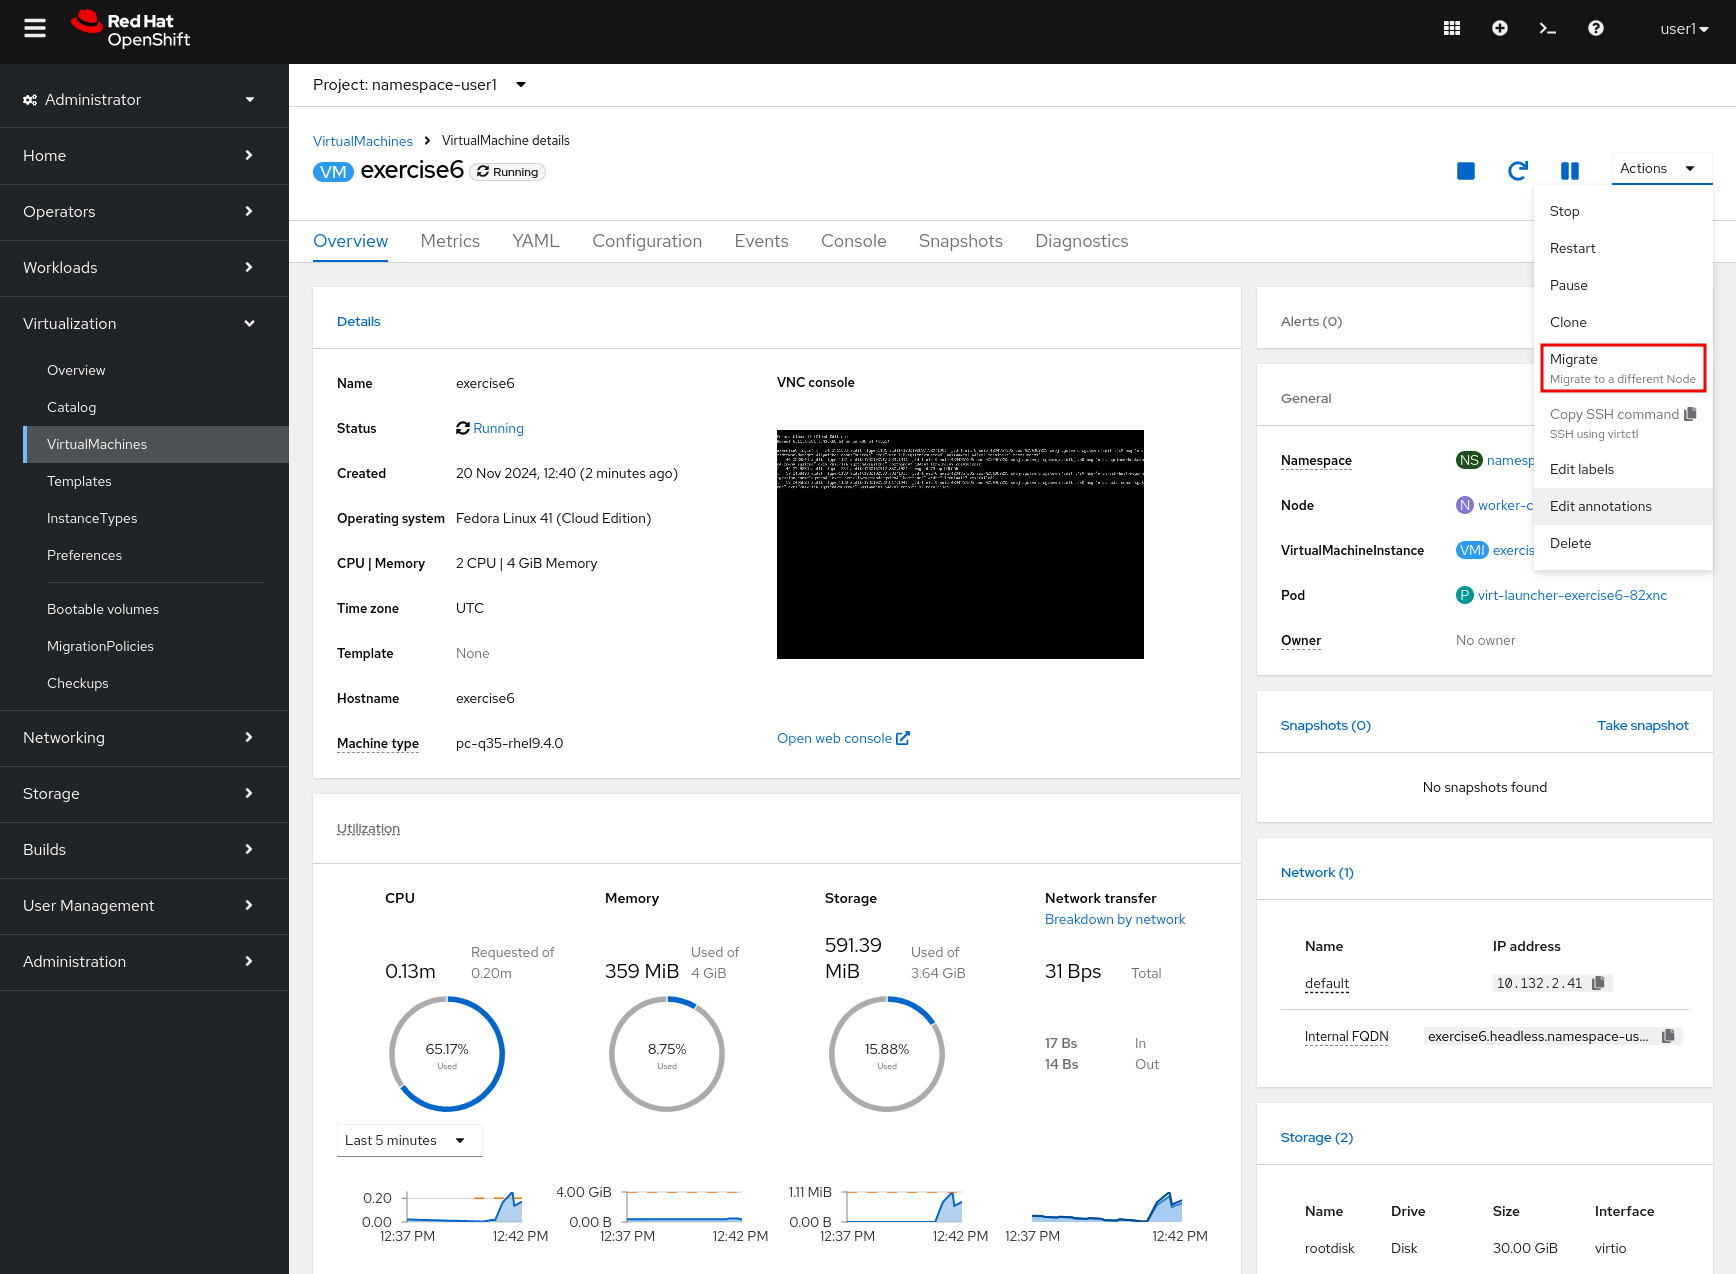 Red Hat
OpenShift
user1
Administrator
Home
Operators
Workloads
Virtualization
Overview
Catalog
VirtualMachines
Templates
InstanceTypes
Preferences
Bootable volumes
MigrationPolicies
Checkups
Networking
Storage
Builds
User Management
Administration
Project: namespace-user1
VirtualMachines > VirtualMachine details
VM exercise6 Running
Actions
Stop
Restart
Pause
Clone
Migrate
Migrate to a different Node
Copy SSH command
SSH using virtctl
Edit labels
Edit annotations
Delete
Overview Metrics YAML Configuration Events Console Snapshots Diagnostics
Details
Name exercise6
Status Running
Created 20 Nov 2024, 12:40 (2 minutes ago)
Operating system Fedora Linux 41 (Cloud Edition)
CPU | Memory 2 CPU | 4 GiB Memory
Time zone UTC
Template None
Hostname exercise6
Machine type pc-q35-rhel9.4.0
VNC console
Open web console
Utilization
CPU
0.13m Requested of
0.20m
65.17%
Used
Memory
359 MiB Used of
4 GiB
8.75%
Used
Storage
591.39
MiB
Used of
3.64 GiB
15.88%
Used
Network transfer
Breakdown by network
31 Bps Total
17 Bs In
14 Bs Out
Last 5 minutes
0.20
0.00
12:37 PM 12:42 PM
4.00 GiB
0.00 B
12:37 PM 12:42 PM
1.11 MiB
0.00 B
12:37 PM 12:42 PM
12:37 PM 12:42 PM
Alerts (0)
General
Namespace NS namesp
Node N worker-c
VirtualMachineInstance VMI exercis
Pod P virt-launcher-exercise6-82xnc
Owner No owner
Snapshots (0) Take snapshot
No snapshots found
Network (1)
Name IP address
default 10.132.2.41
Internal FQDN exercise6.headless.namespace-us...
Storage (2)
Name Drive Size Interface
rootdisk Disk 30.00 GiB virtio